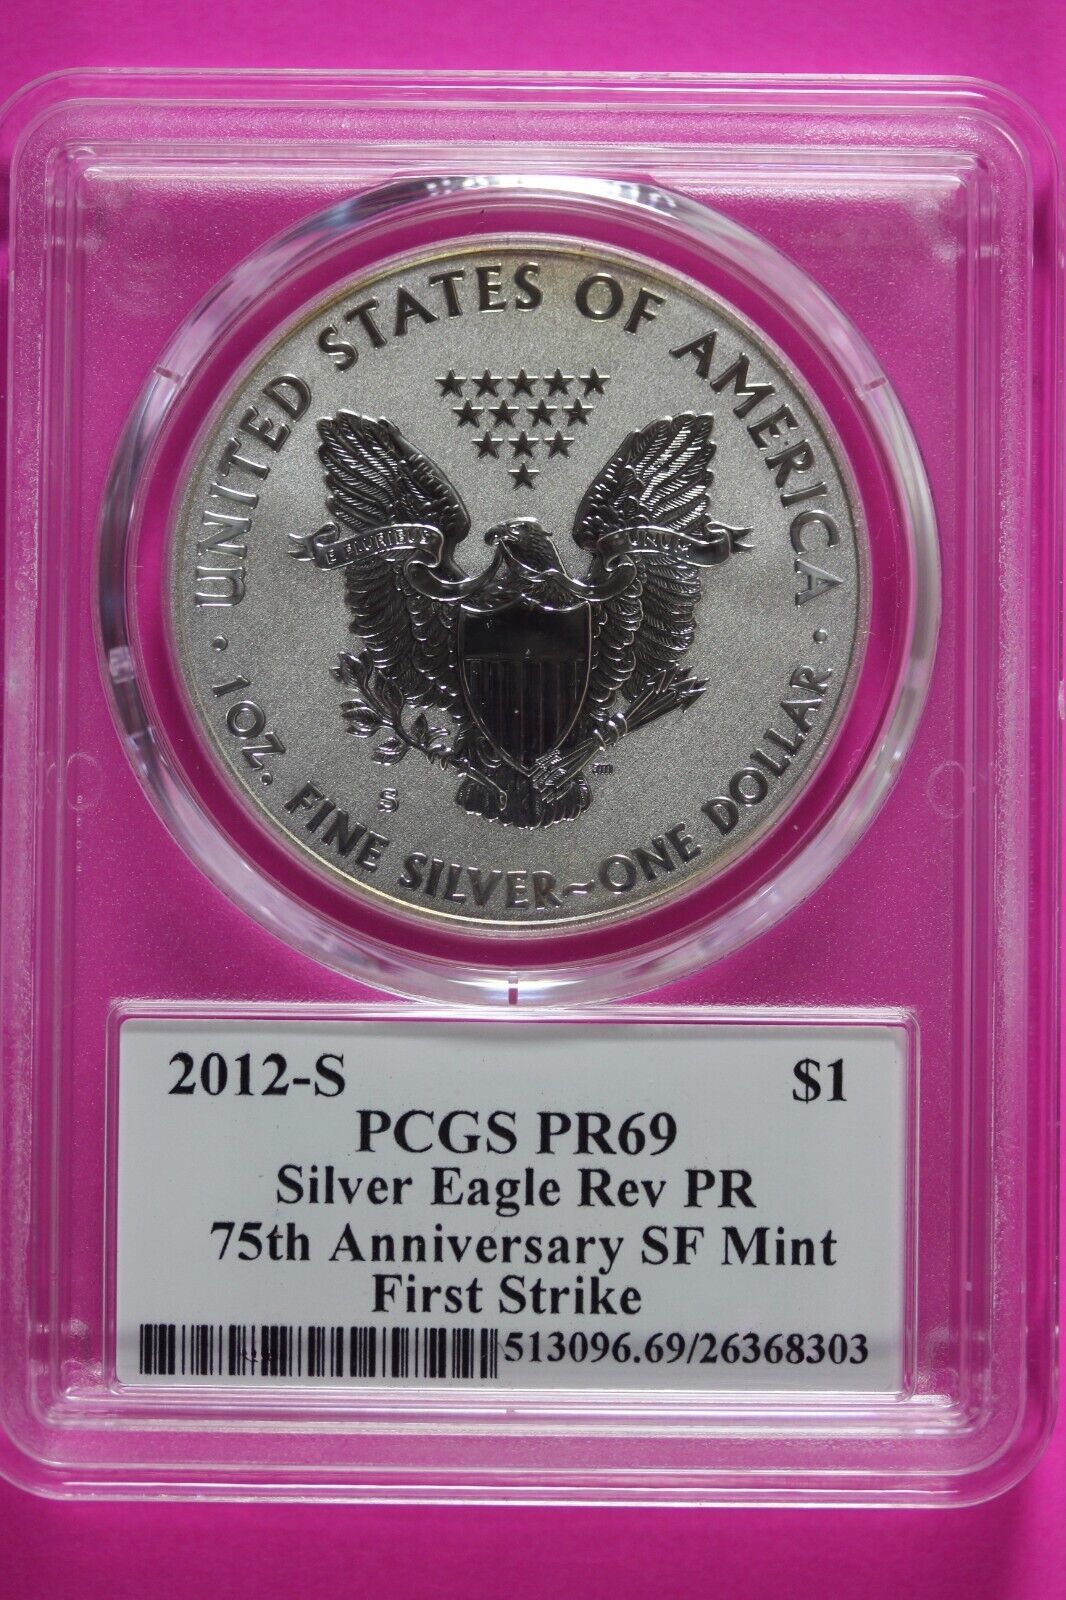 UNITED STATES OF AMERICA
E PLURIBUS UNUM
S
· 1 OZ. FINE SILVER~ONE DOLLAR ·
2012-S $1
PCGS PR69
Silver Eagle Rev PR
75th Anniversary SF Mint
First Strike
513096.69/26368303